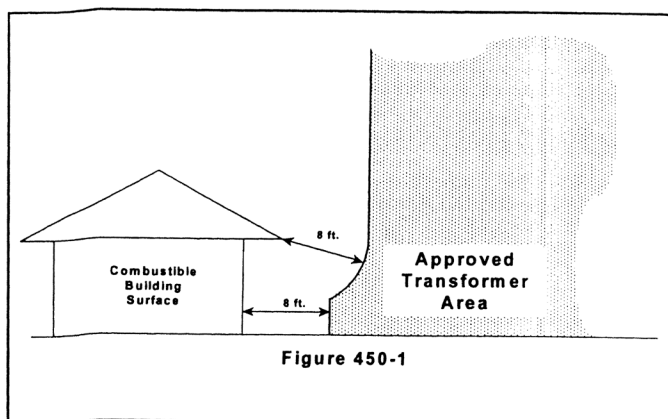 8 ft.
Approved
Transformer
Area
Combustible
Building
Surface
8 ft.
Figure 450-1